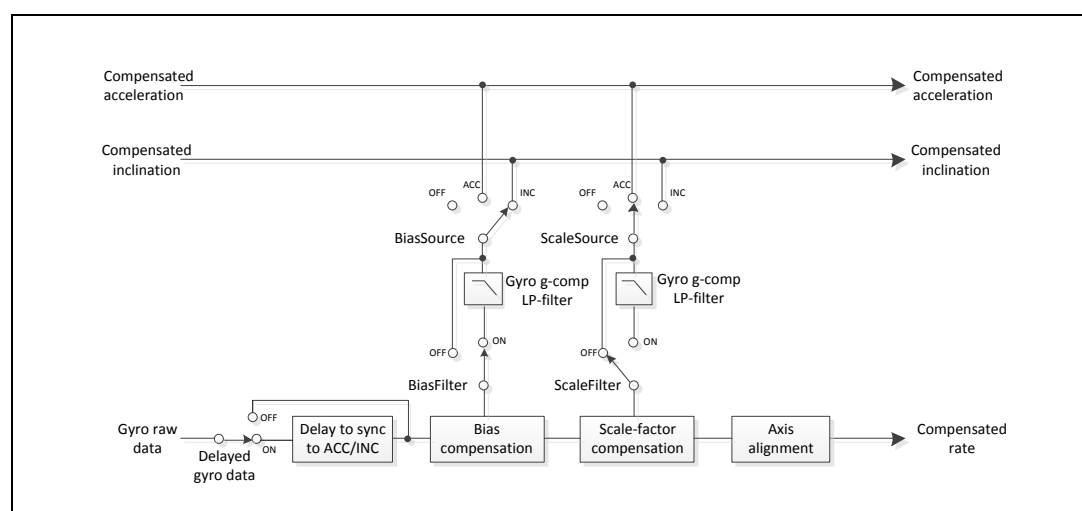 Compensated
acceleration
Compensated
acceleration
Compensated
inclination
Compensated
inclination
OFF
ACC
INC
OFF
ACC
INC
BiasSource
ScaleSource
Gyro g-comp
LP-filter
Gyro g-comp
LP-filter
OFF
ON
OFF
ON
BiasFilter
ScaleFilter
OFF
Gyro raw
data
ON
Delayed
gyro data
Delay to sync
to ACC/INC
Bias
compensation
Scale-factor
compensation
Axis
alignment
Compensated
rate